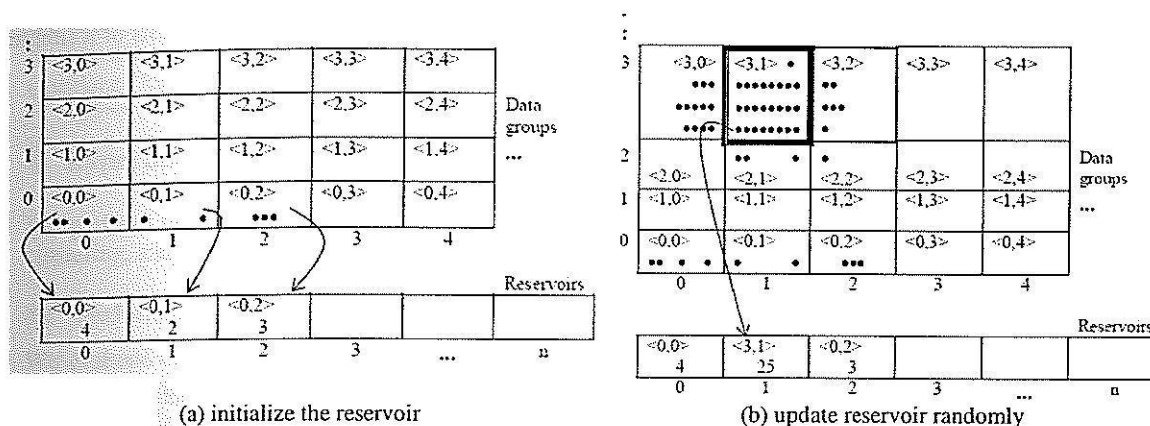 3 <3,0> <3,1> <3,2> <3,3> <3,4>
2 <2,0> <2,1> <2,2> <2,3> <2,4>
Data
groups
...
1 <1,0> <1,1> <1,2> <1,3> <1,4>
0 <0,0> <0,1> <0,2> <0,3> <0,4>
0 1 2 3 4
Reservoirs
<0,0> <0,1> <0,2>
4 2 3
0 1 2 3 ... n
(a) initialize the reservoir
3 <3,0> <3,1> <3,2> <3,3> <3,4>
2
Data
groups
...
<2,0> <2,1> <2,2> <2,3> <2,4>
1 <1,0> <1,1> <1,2> <1,3> <1,4>
0 <0,0> <0,1> <0,2> <0,3> <0,4>
0 1 2 3 4
Reservoirs
<0,0> <3,1> <0,2>
4 25 3
0 1 2 3 ... n
(b) update reservoir randomly